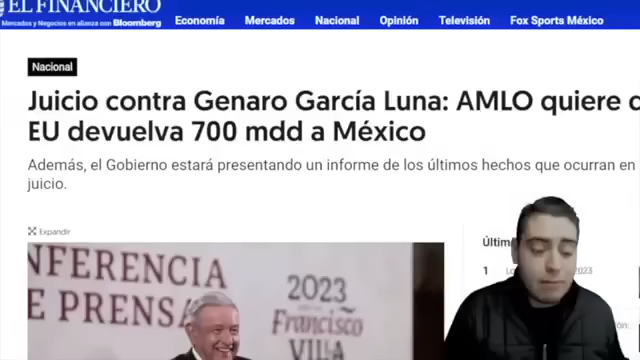 EL FINANCIERO
Mercados y Negocios en alianza con Bloomberg
Economía Mercados Nacional Opinión Televisión Fox Sports México
Nacional
Juicio contra Genaro García Luna: AMLO quiere
EU devuelva 700 mdd a México
Además, el Gobierno estará presentando un informe de los últimos hechos que ocurran en
juicio.
Expandir
NFERENCIA
E PRENSA
2023
Francisco
VILLA
Últim
1
2023